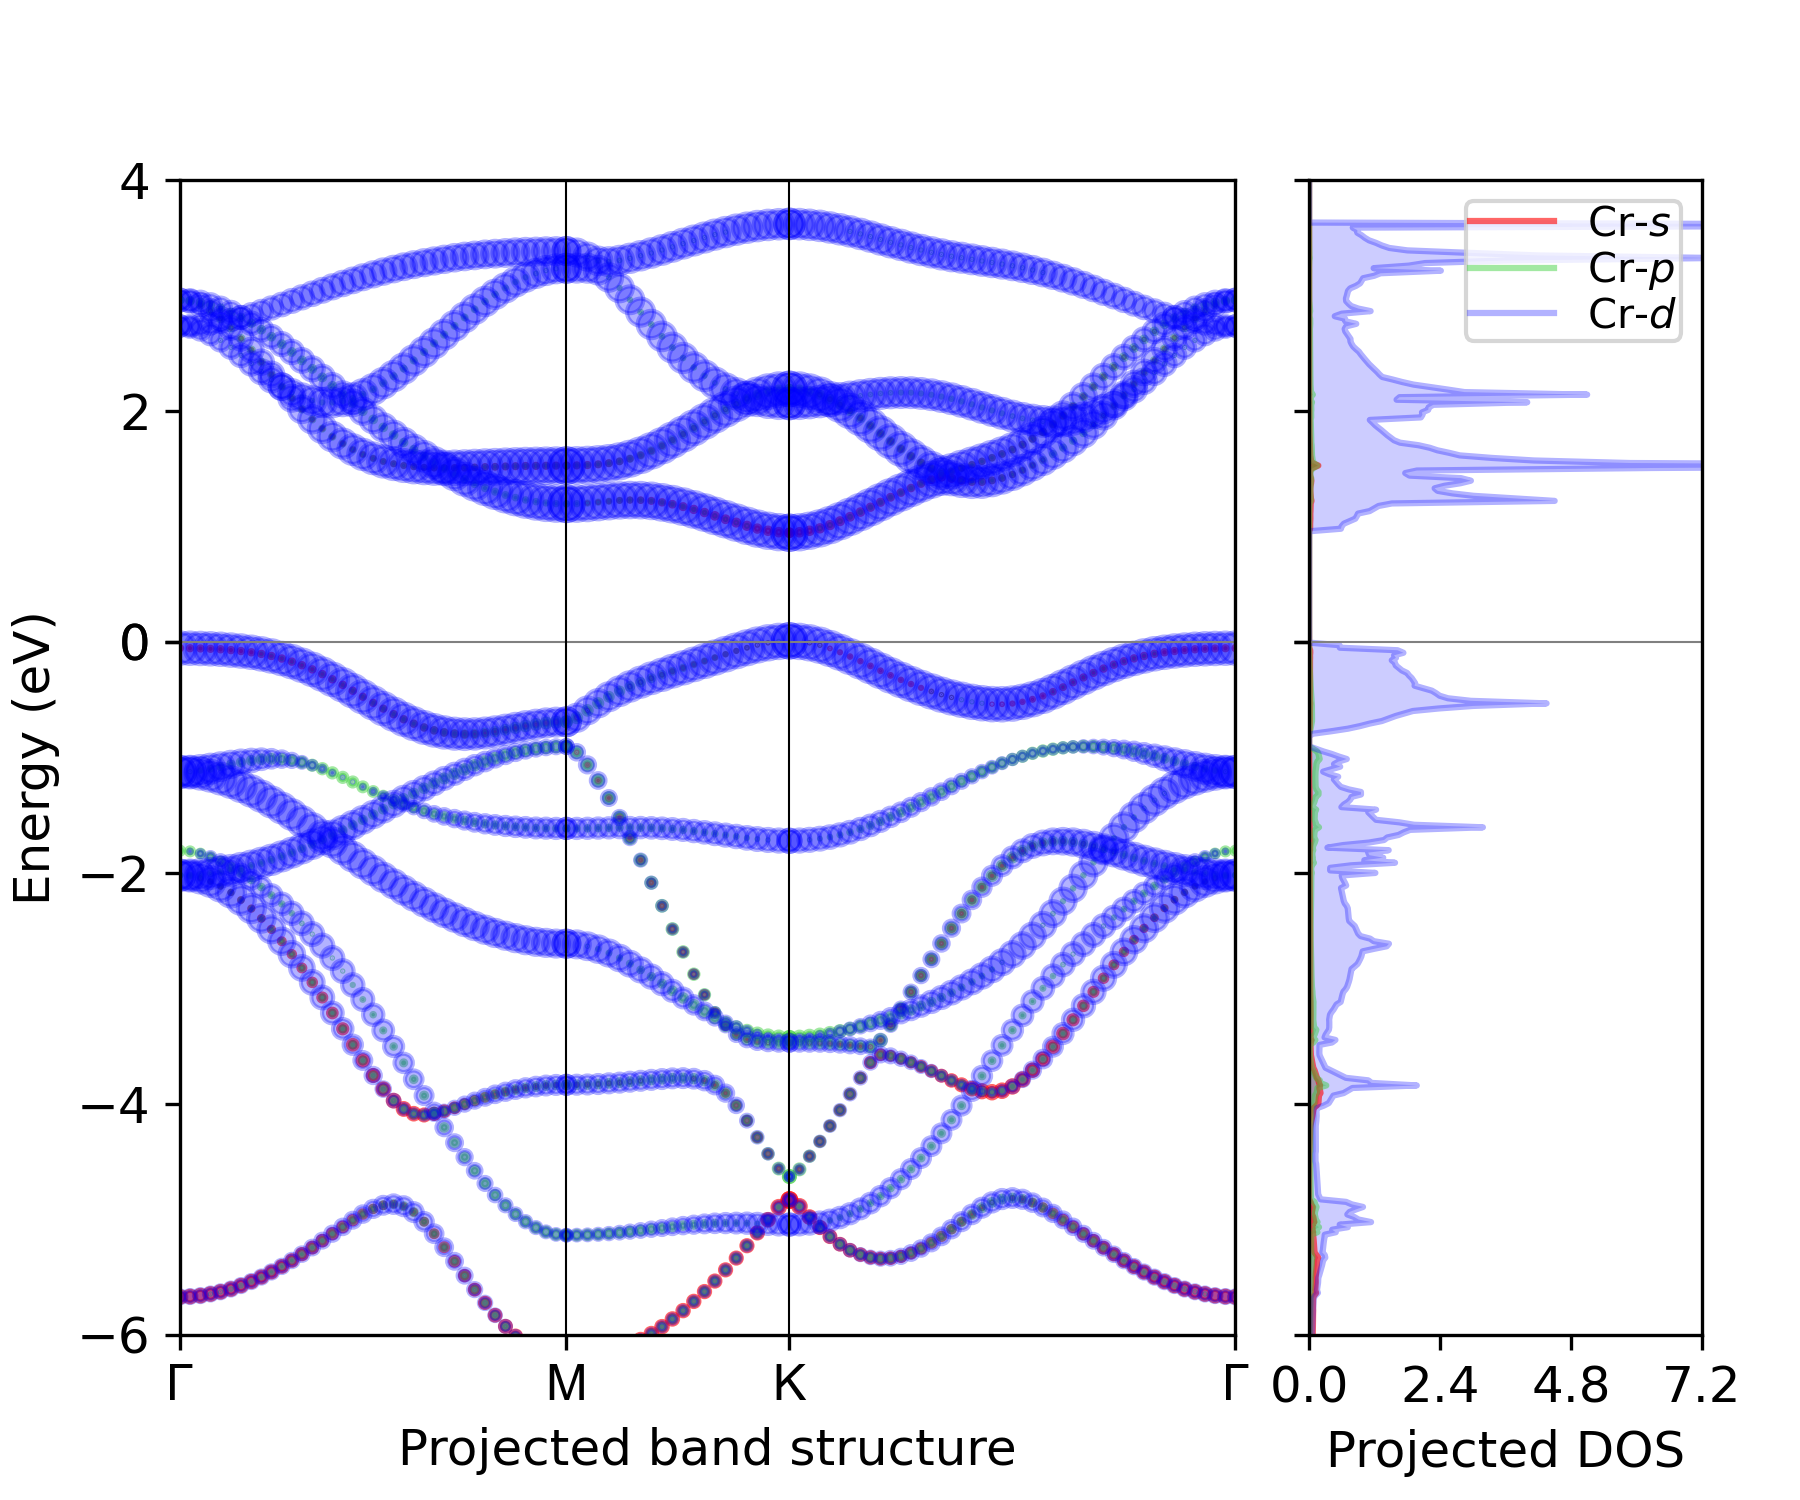 4
2
0
−2
−4
−6
Energy (eV)
Γ
M
K
Γ
Projected band structure
Cr-s
Cr-p
Cr-d
0.0
2.4
4.8
7.2
Projected DOS